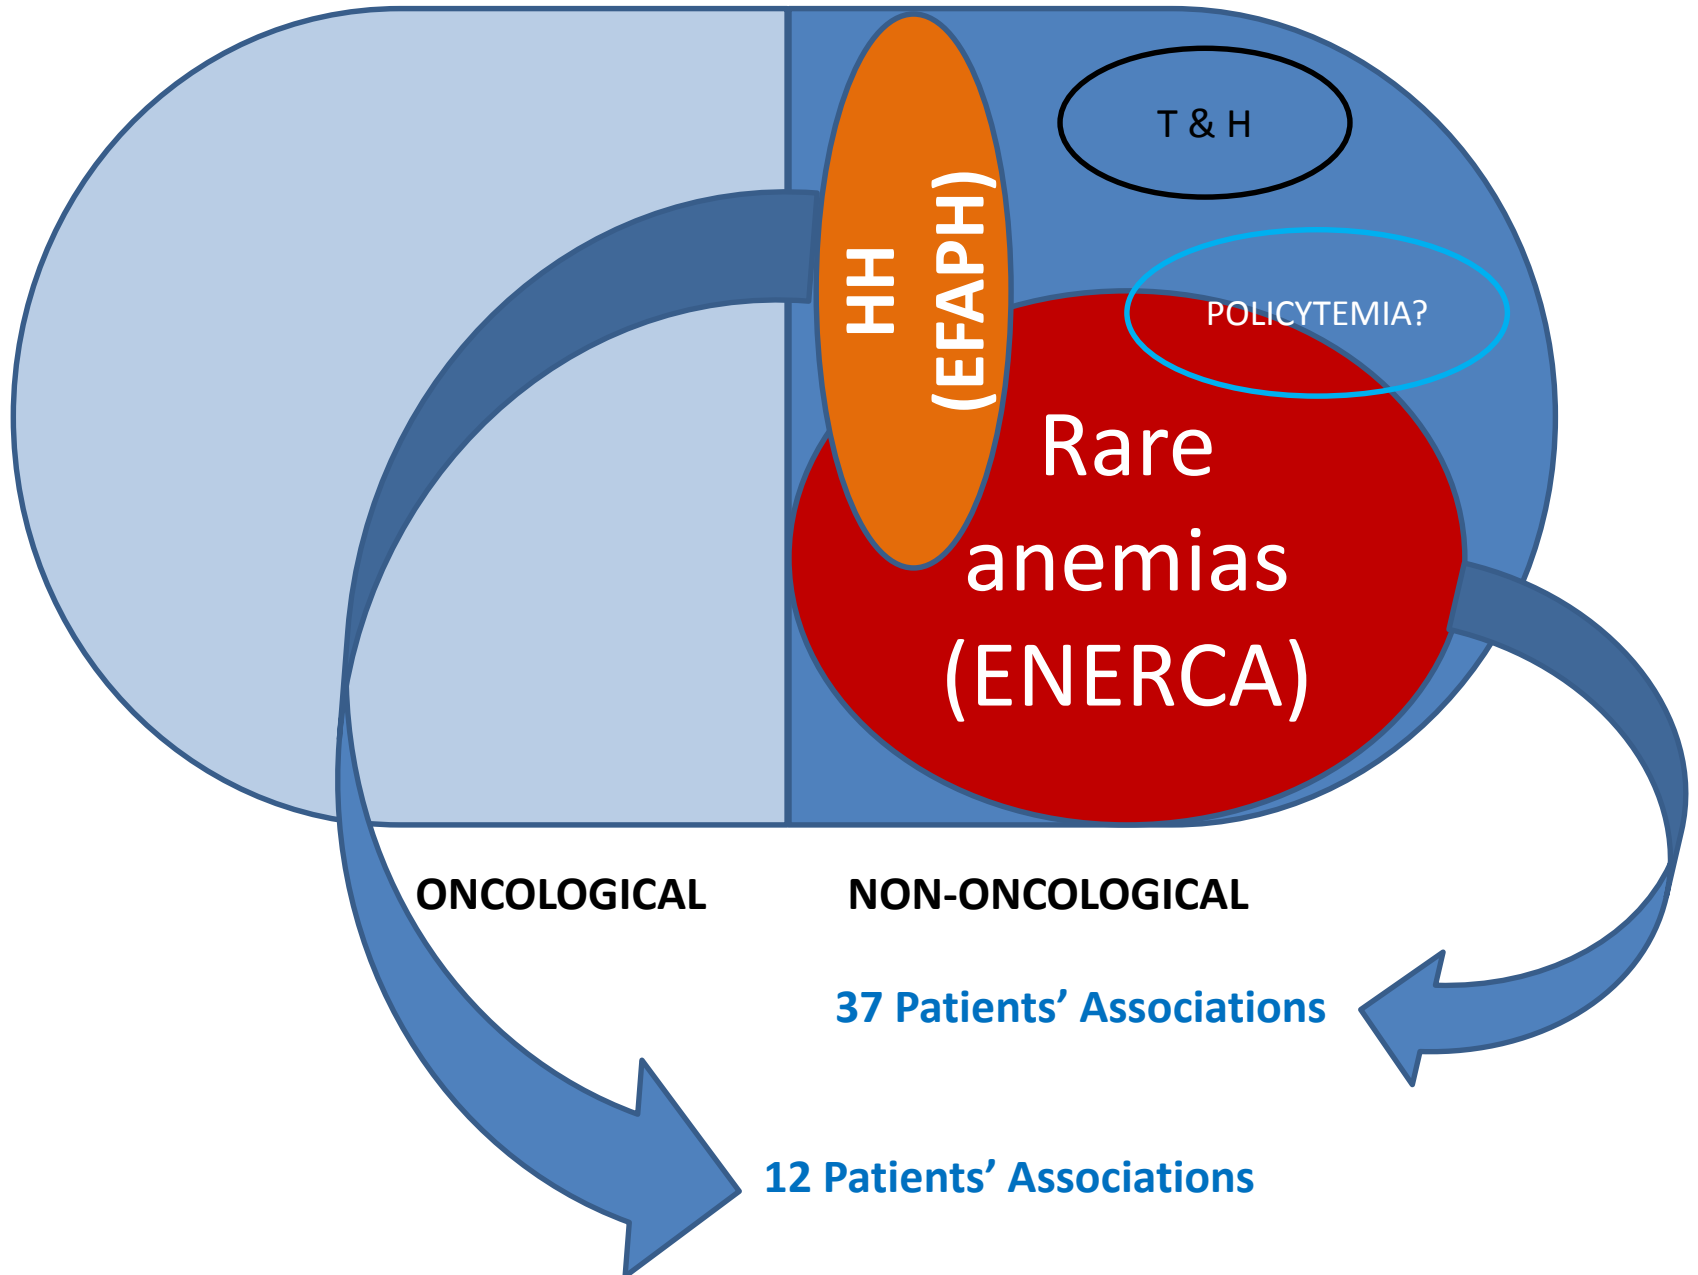 T & H
HH
(EFAPH)
POLICYTEMIA?
Rare
anemias
(ENERCA)
ONCOLOGICAL
NON-ONCOLOGICAL
37 Patients’ Associations
12 Patients’ Associations